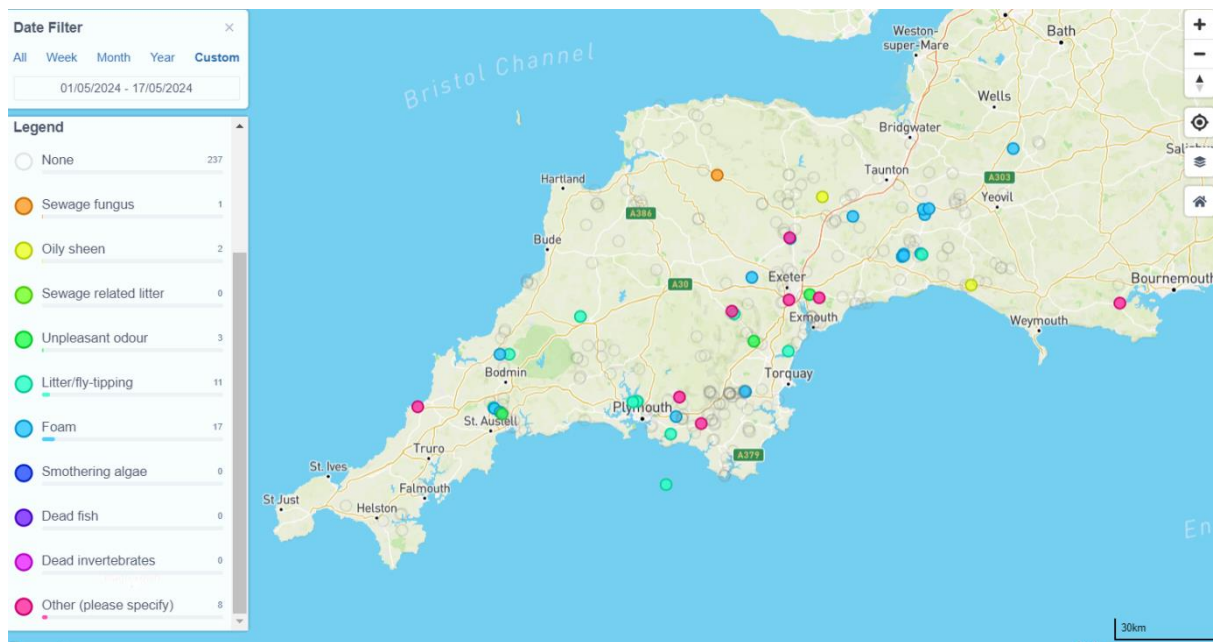 Date Filter ×
All Week Month Year Custom
01/05/2024 - 17/05/2024
Legend
None 237
Sewage fungus 1
Oily sheen 2
Sewage related litter 0
Unpleasant odour 3
Litter/fly-tipping 11
Foam 17
Smothering algae 0
Dead fish 0
Dead invertebrates 0
Other (please specify) 8
Bristol Channel
Weston-super-Mare
Bath
Wells
Bridgwater
Taunton
A303
Yeovil
Hartland
A386
Bude
A30
Exeter
Exmouth
Bournemouth
Weymouth
Bodmin
Torquay
Plymouth
St. Austell
A379
Truro
St. Ives
Falmouth
St Just
Helston
30km
+
−